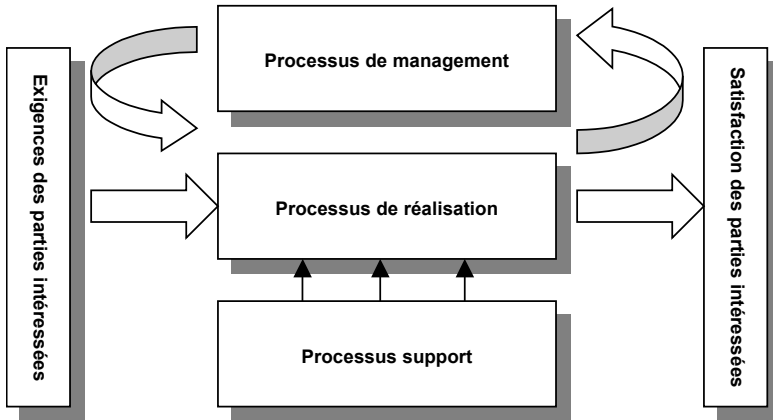 Exigences des parties intéressées
Processus de management
Processus de réalisation
Processus support
Satisfaction des parties intéressées